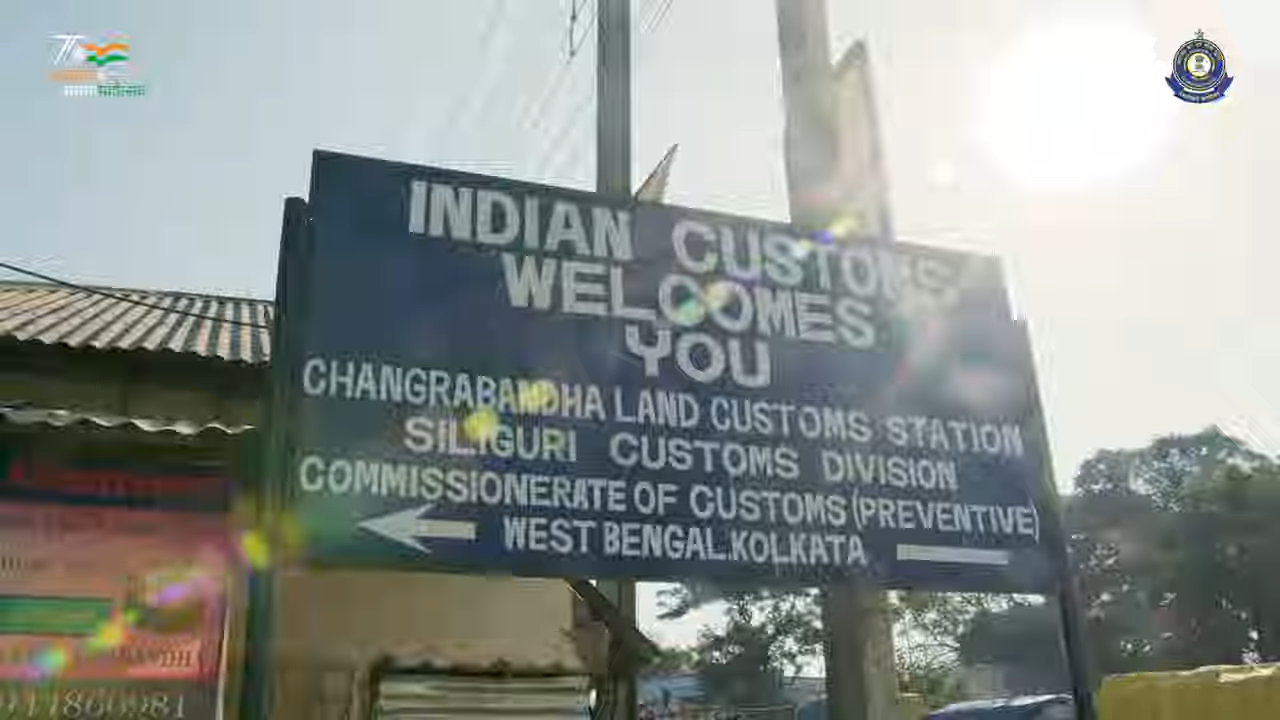 INDIAN CUSTOMS
WELCOMES
YOU
CHANGRABANDHA LAND CUSTOMS STATION
SILIGURI CUSTOMS DIVISION
COMMISSIONERATE OF CUSTOMS (PREVENTIVE)
WEST BENGAL.KOLKATA